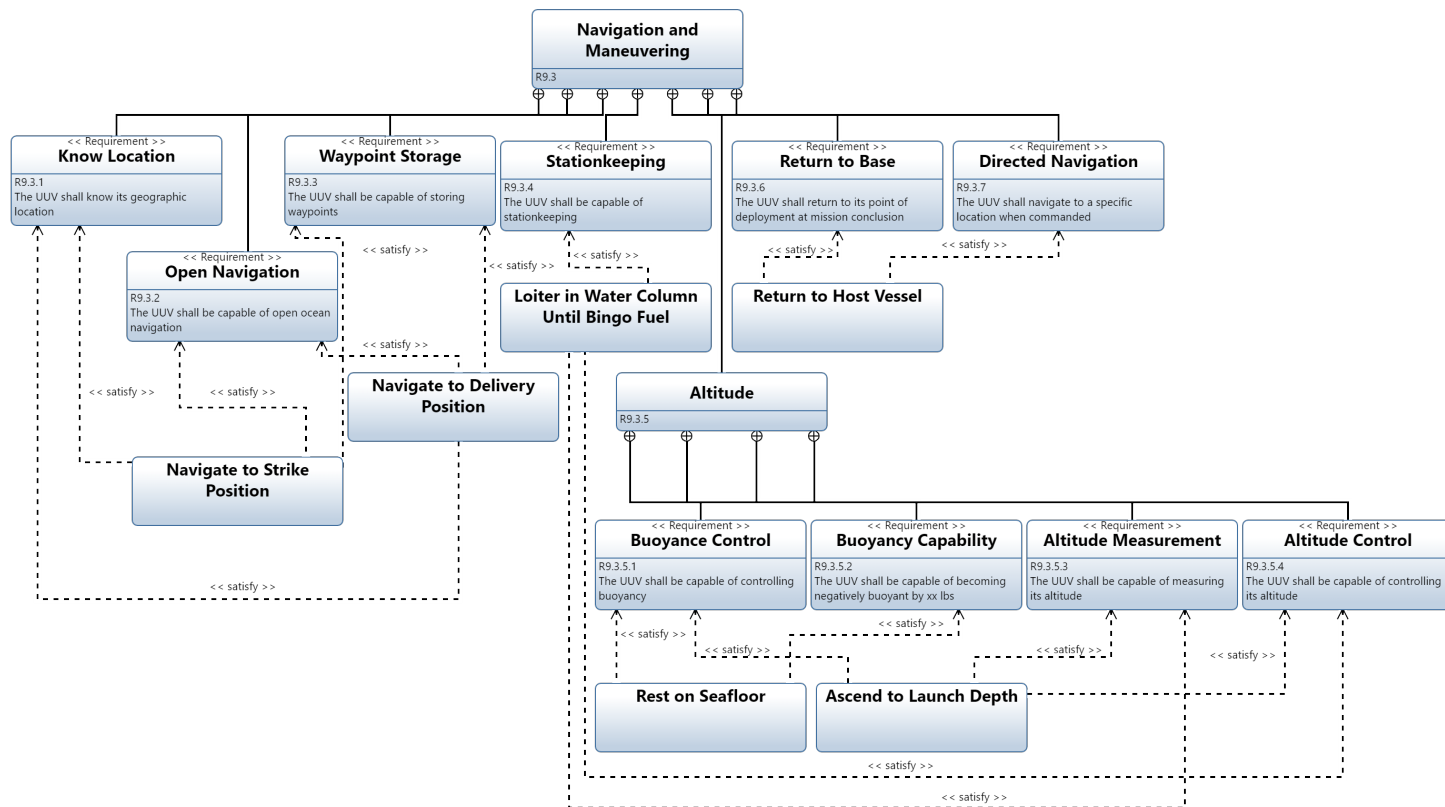 Navigation and
Maneuvering
R9.3
<< Requirement >>
Know Location
R9.3.1
The UUV shall know its geographic
location
<< Requirement >>
Waypoint Storage
R9.3.3
The UUV shall be capable of storing
waypoints
<< Requirement >>
Stationkeeping
R9.3.4
The UUV shall be capable of
stationkeeping
<< Requirement >>
Return to Base
R9.3.6
The UUV shall return to its point of
deployment at mission conclusion
<< Requirement >>
Directed Navigation
R9.3.7
The UUV shall navigate to a specific
location when commanded
<< satisfy >>
<< satisfy >>
<< satisfy >>
<< satisfy >>
<< satisfy >>
<< Requirement >>
Open Navigation
R9.3.2
The UUV shall be capable of open ocean
navigation
Loiter in Water Column
Until Bingo Fuel
Return to Host Vessel
<< satisfy >>
<< satisfy >>
<< satisfy >>
Navigate to Delivery
Position
Altitude
R9.3.5
Navigate to Strike
Position
<< satisfy >>
<< Requirement >>
Buoyance Control
R9.3.5.1
The UUV shall be capable of controlling
buoyancy
<< Requirement >>
Buoyancy Capability
R9.3.5.2
The UUV shall be capable of becoming
negatively buoyant by xx lbs
<< Requirement >>
Altitude Measurement
R9.3.5.3
The UUV shall be capable of measuring
its altitude
<< Requirement >>
Altitude Control
R9.3.5.4
The UUV shall be capable of controlling
its altitude
<< satisfy >>
<< satisfy >>
<< satisfy >>
<< satisfy >>
<< satisfy >>
Rest on Seafloor
Ascend to Launch Depth
<< satisfy >>
<< satisfy >>